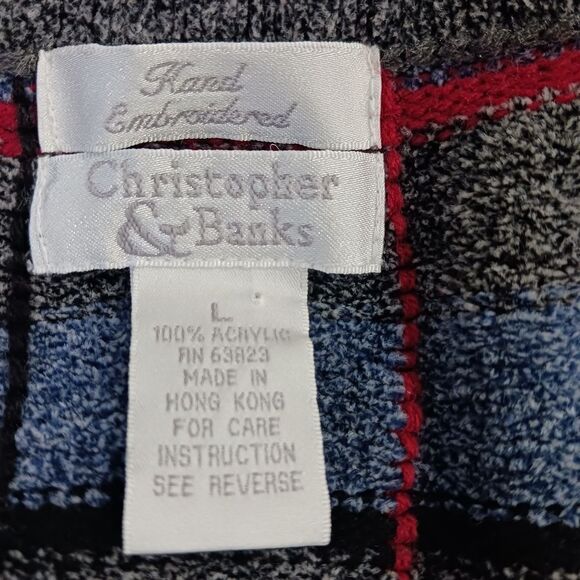 Hand
Embroidered
Christopher
& Banks
L
100% ACRYLIC
RN 63823
MADE IN
HONG KONG
FOR CARE
INSTRUCTION
SEE REVERSE